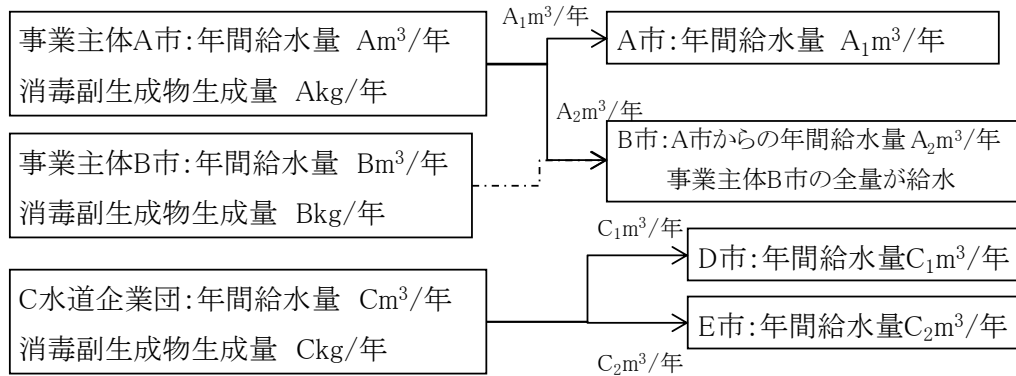 事業主体A市:年間給水量 Am³/年
消毒副生成物生成量 Akg/年
A₁m³/年
A市:年間給水量 A₁m³/年
A₂m³/年
B市:A市からの年間給水量A₂m³/年
事業主体B市の全量が給水
事業主体B市:年間給水量 Bm³/年
消毒副生成物生成量 Bkg/年
C₁m³/年
D市:年間給水量C₁m³/年
C水道企業団:年間給水量 Cm³/年
消毒副生成物生成量 Ckg/年
E市:年間給水量C₂m³/年
C₂m³/年